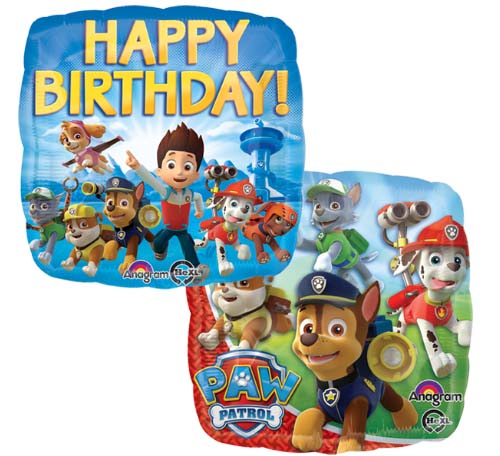 HAPPY
BIRTHDAY!
Anagram HeXL
PAW
PATROL
Anagram
HeXL